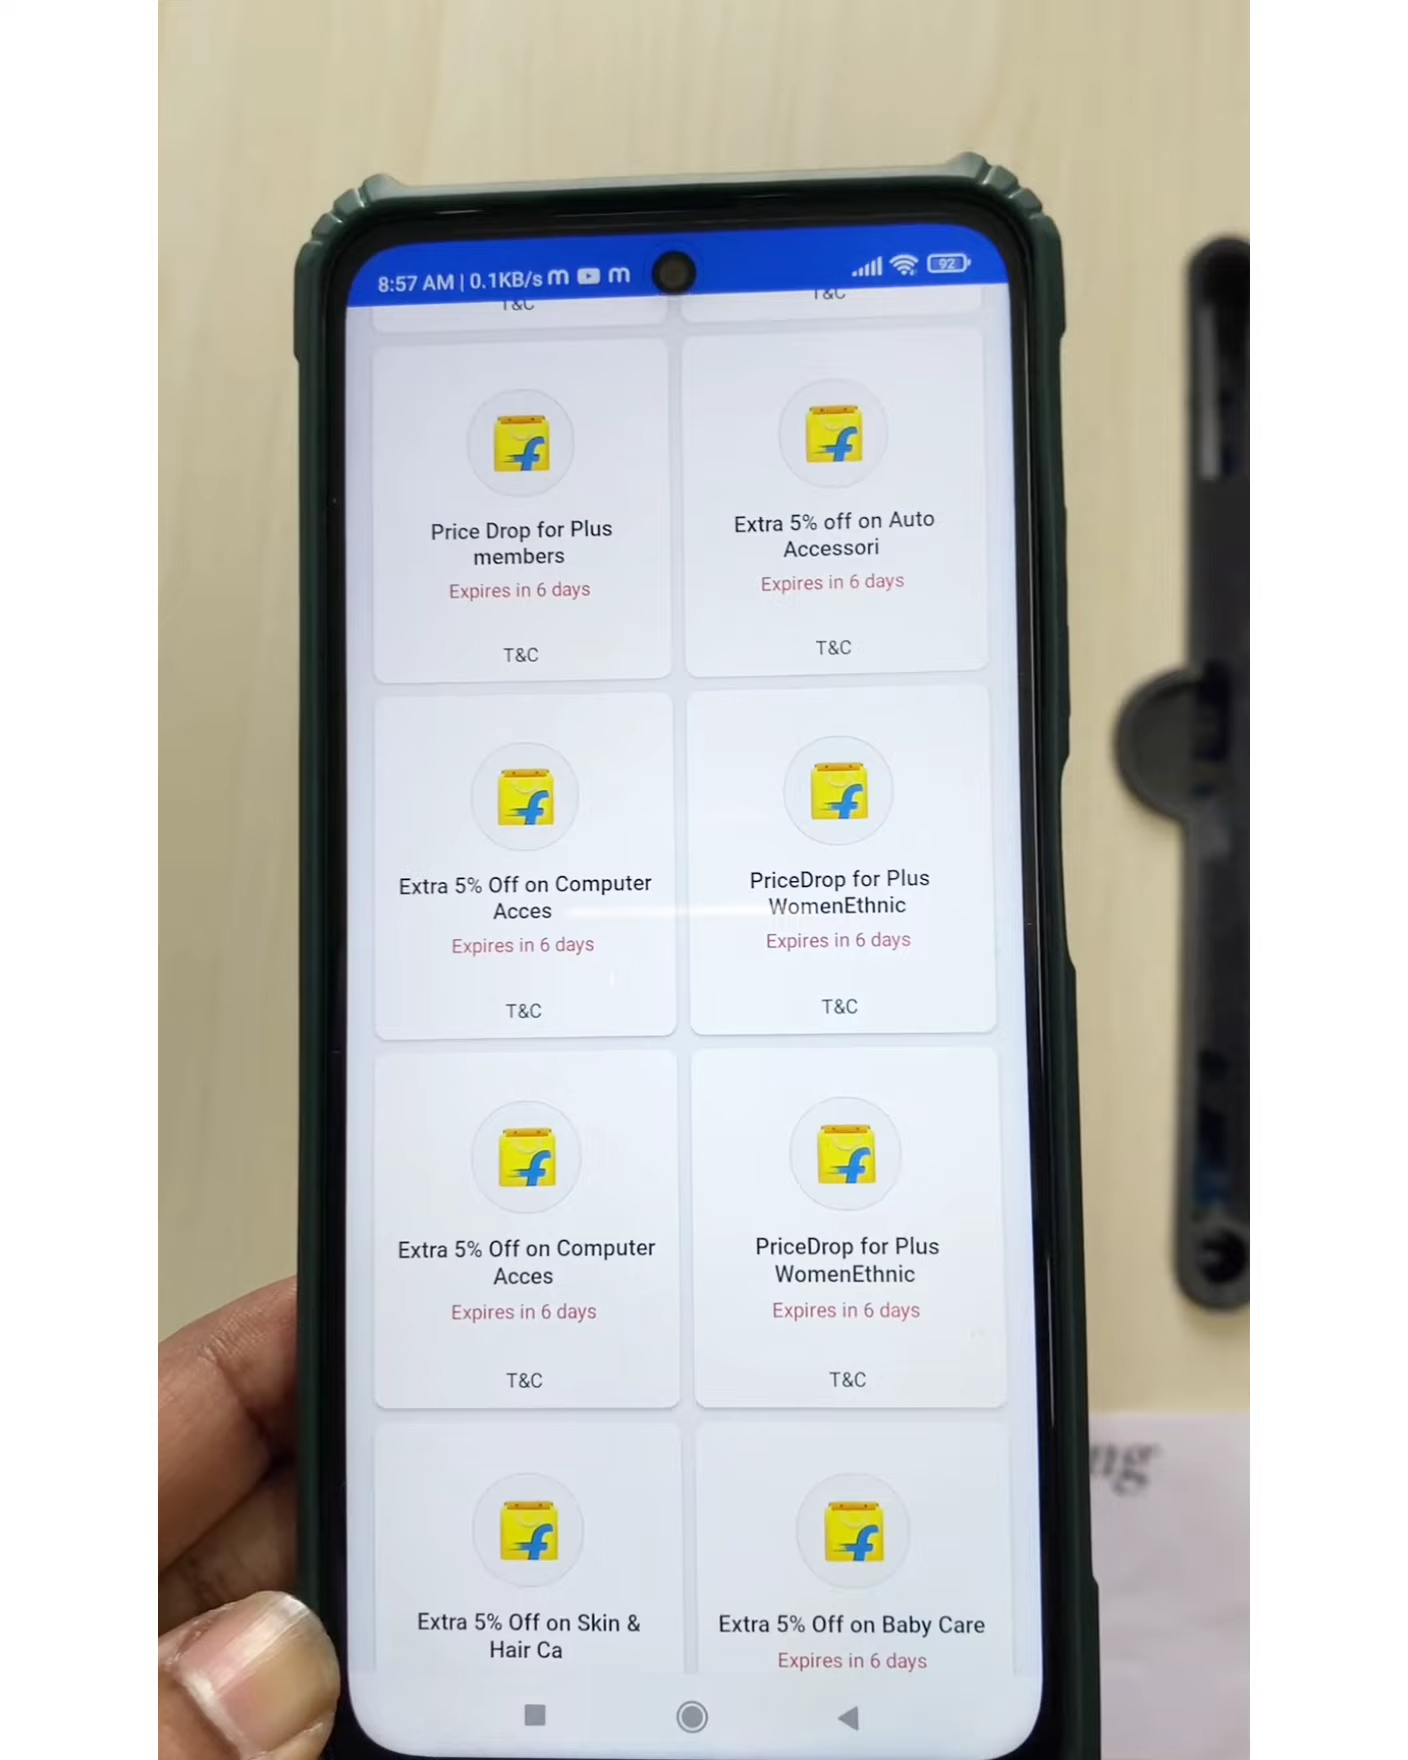 8:57 AM | 0.1KB/s m m 92
T&C T&C
Price Drop for Plus
members
Expires in 6 days
T&C
Extra 5% off on Auto
Accessori
Expires in 6 days
T&C
Extra 5% Off on Computer
Acces
Expires in 6 days
T&C
PriceDrop for Plus
WomenEthnic
Expires in 6 days
T&C
Extra 5% Off on Computer
Acces
Expires in 6 days
T&C
PriceDrop for Plus
WomenEthnic
Expires in 6 days
T&C
Extra 5% Off on Skin &
Hair Ca
Extra 5% Off on Baby Care
Expires in 6 days
ng